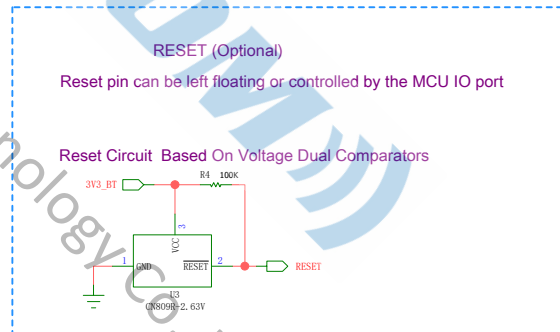 RESET (Optional)
Reset pin can be left floating or controlled by the MCU IO port
Reset Circuit Based On Voltage Dual Comparators
R4 100K
3V3_BT
3
VCC
1 GND RESET 2 RESET
U3
CN809R-2.63V
nology Co